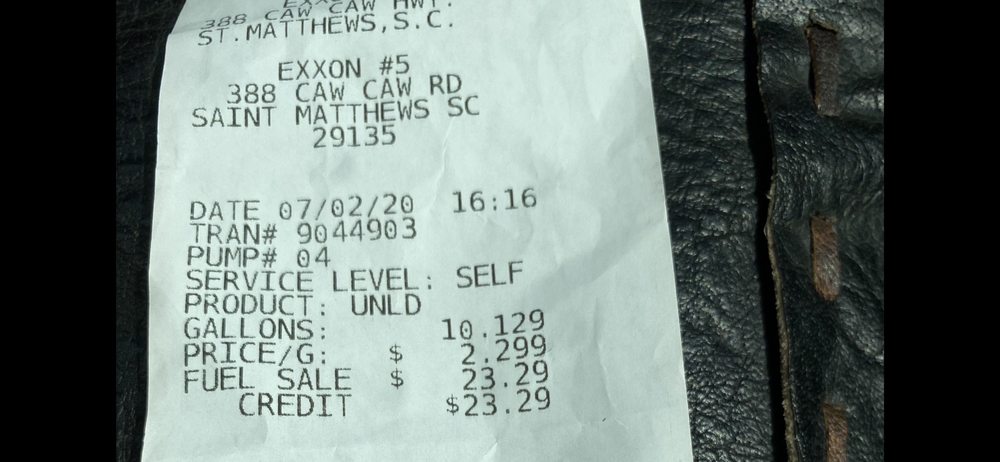 388 CAW CAW HWY.
ST.MATTHEWS,S.C.
EXXON #5
388 CAW CAW RD
SAINT MATTHEWS SC
29135
DATE 07/02/20 16:16
TRAN# 9044903
PUMP# 04
SERVICE LEVEL: SELF
PRODUCT: UNLD
GALLONS: 10.129
PRICE/G: $ 2.299
FUEL SALE $ 23.29
CREDIT $23.29